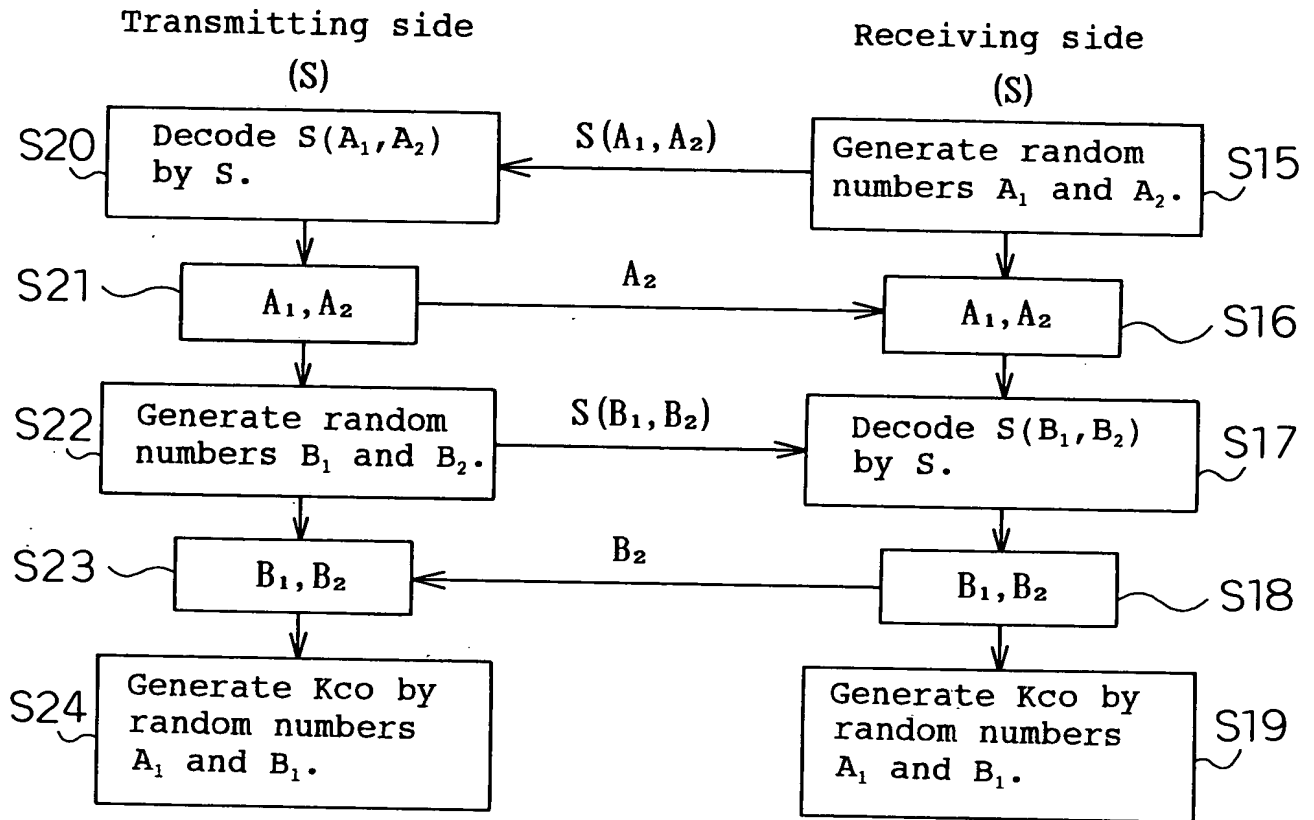 Transmitting side
(S)
Receiving side
(S)
S20
Decode S(A₁,A₂)
by S.
S(A₁,A₂)
Generate random
numbers A₁ and A₂.
S15
S21
A₁,A₂
A₂
A₁,A₂
S16
S22
Generate random
numbers B₁ and B₂.
S(B₁,B₂)
Decode S(B₁,B₂)
by S.
S17
S23
B₁,B₂
B₂
B₁,B₂
S18
S24
Generate Kco by
random numbers
A₁ and B₁.
Generate Kco by
random numbers
A₁ and B₁.
S19